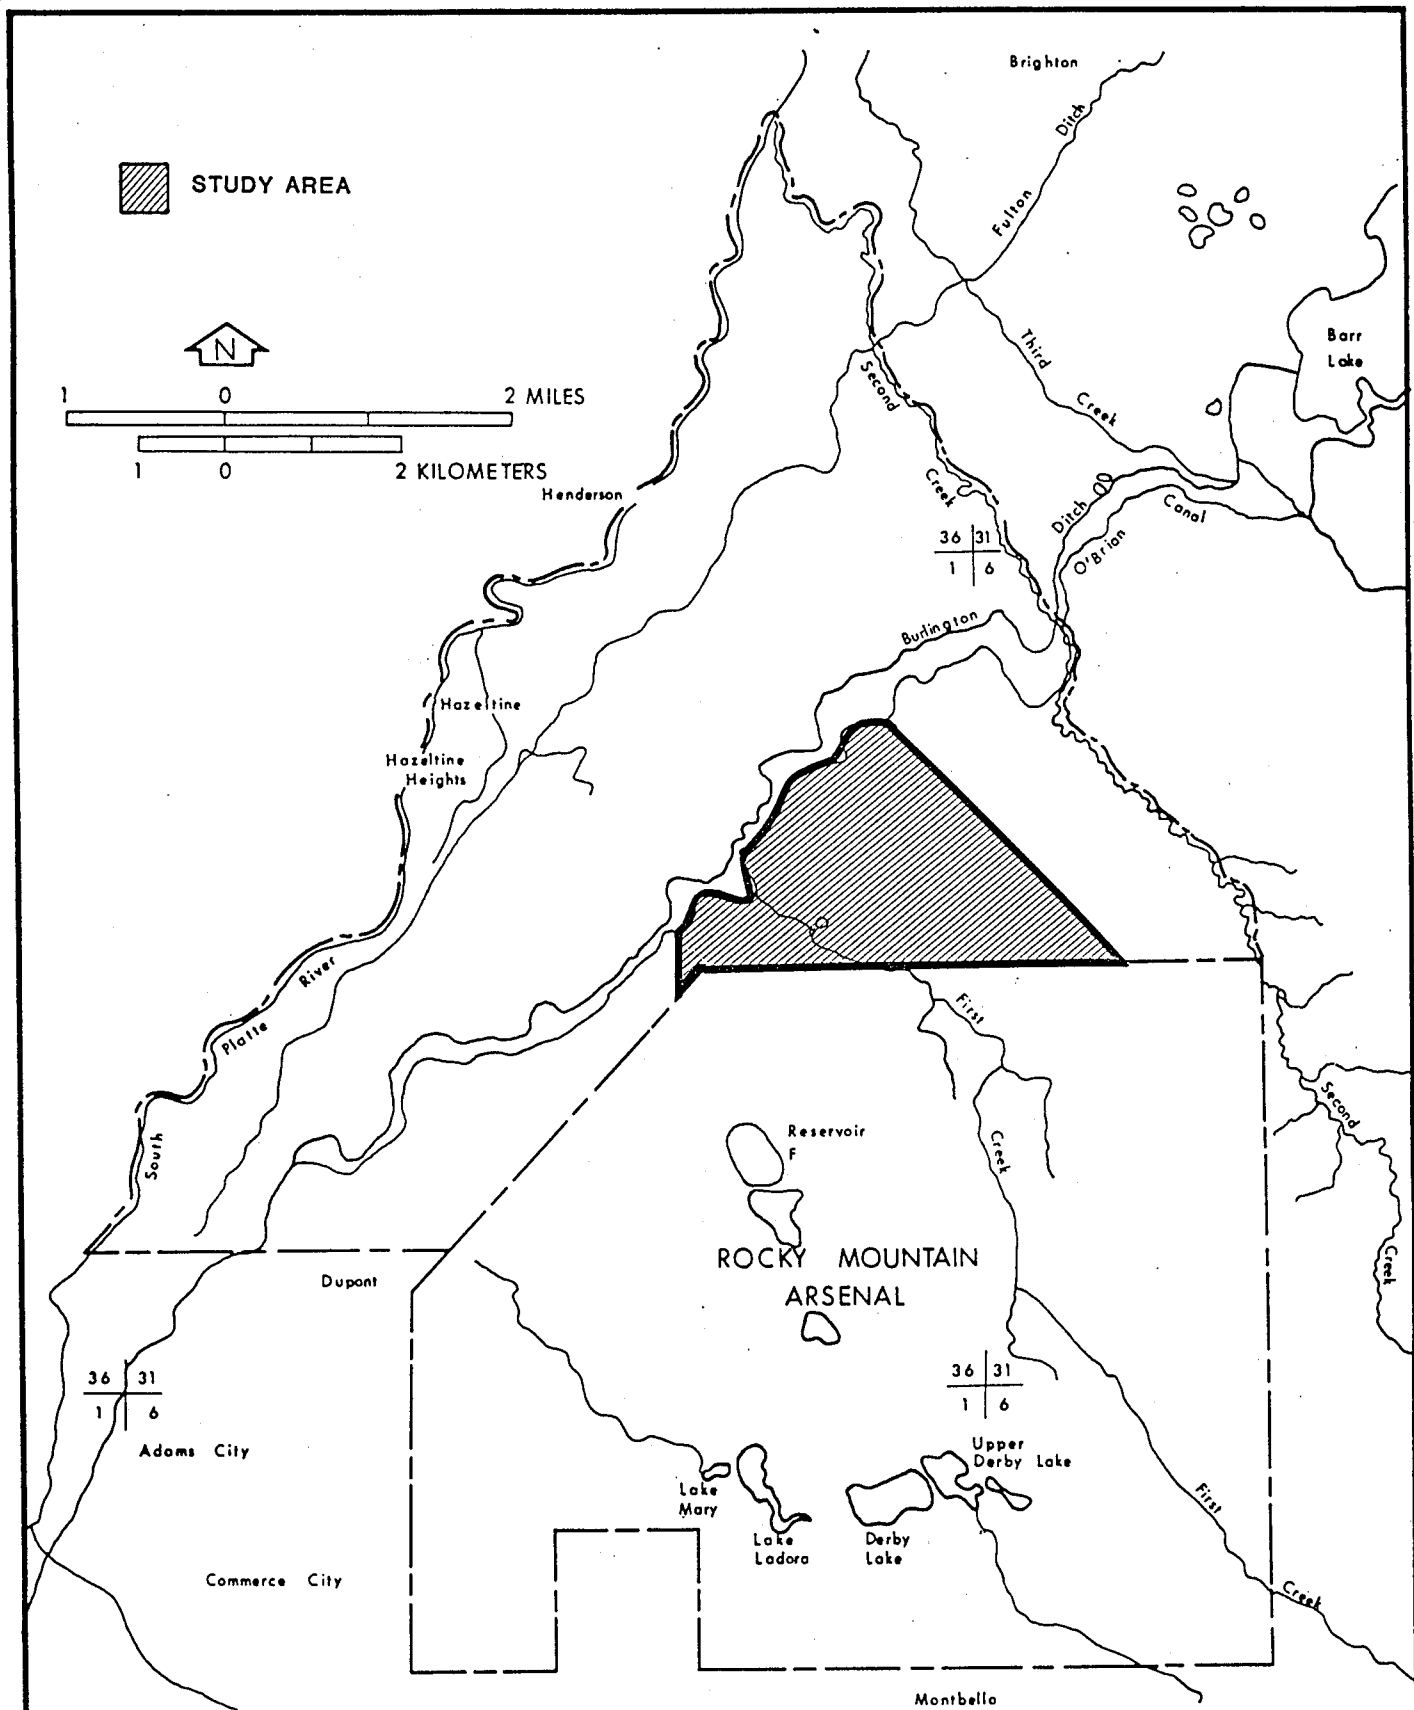 Brighton
Ditch
Fulton
STUDY AREA
N
Barr
Lake
Third
Creek
Second
Creek
1 0 2 MILES
1 0 2 KILOMETERS
Henderson
Ditch
Canal
O'Brian
36 31
1 6
Burlington
Hazeltine
Hazeltine
Heights
River
Platte
South
First
Creek
Second
Creek
Reservoir
F
ROCKY MOUNTAIN
ARSENAL
Dupont
36 31
1 6
Adams City
36 31
1 6
Upper
Derby Lake
Lake
Mary
Lake
Ladora
Derby
Lake
First
Creek
Commerce City
Montbello